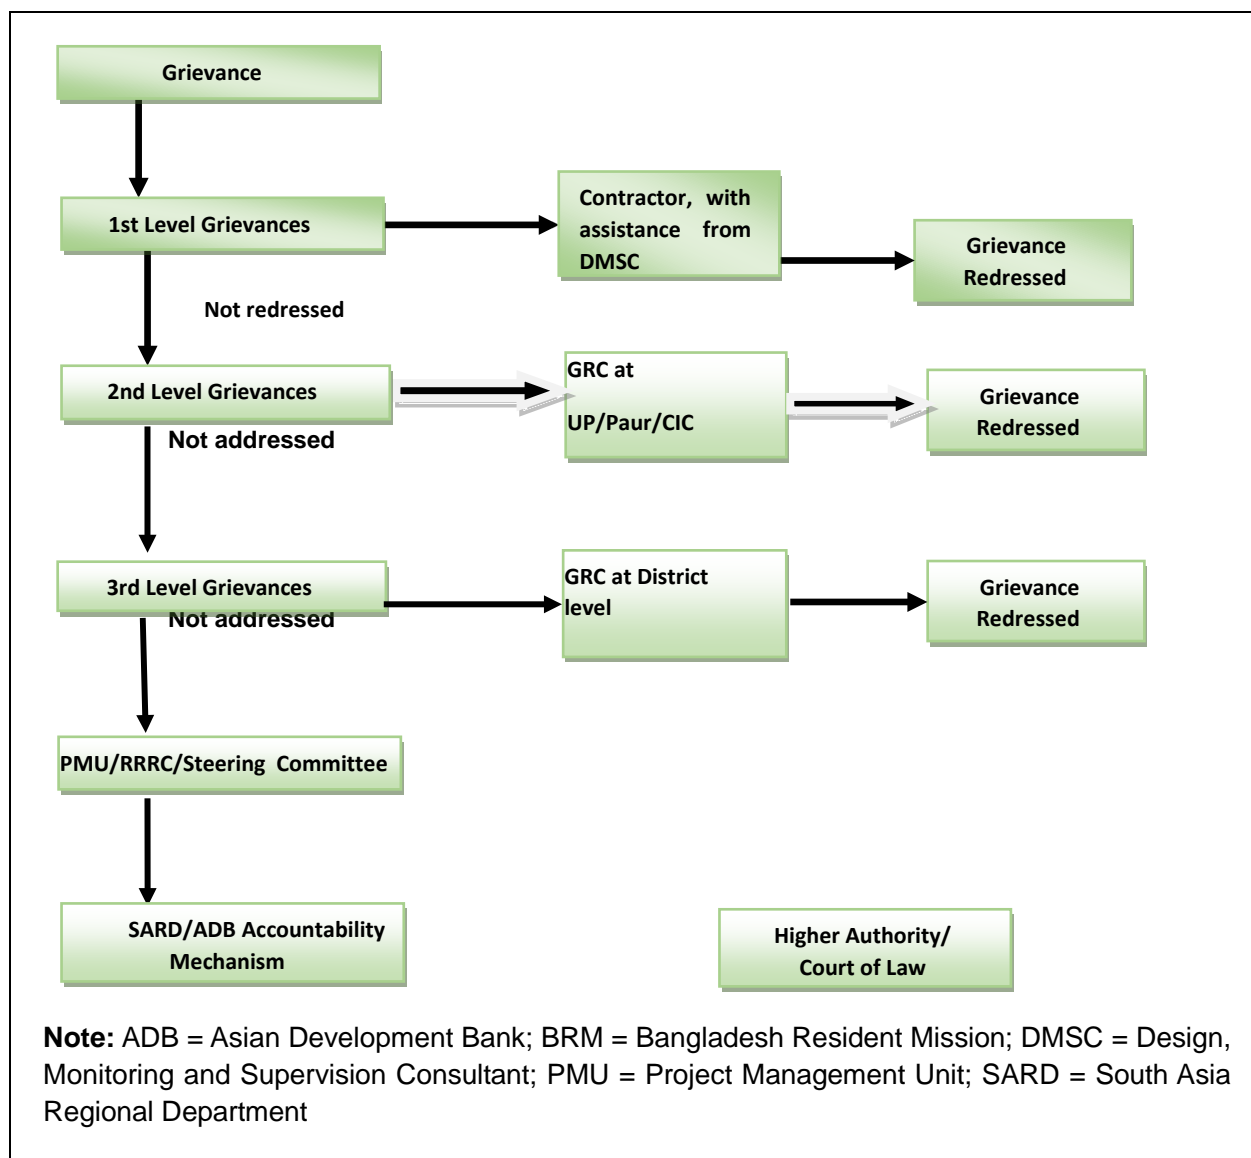 Grievance
1st Level Grievances
Contractor, with
assistance from
DMSC
Grievance
Redressed
Not redressed
2nd Level Grievances
GRC at
UP/Paur/CIC
Grievance
Redressed
Not addressed
3rd Level Grievances
GRC at District
level
Grievance
Redressed
Not addressed
PMU/RRRC/Steering Committee
SARD/ADB Accountability
Mechanism
Higher Authority/
Court of Law
Note: ADB = Asian Development Bank; BRM = Bangladesh Resident Mission; DMSC = Design,
Monitoring and Supervision Consultant; PMU = Project Management Unit; SARD = South Asia
Regional Department